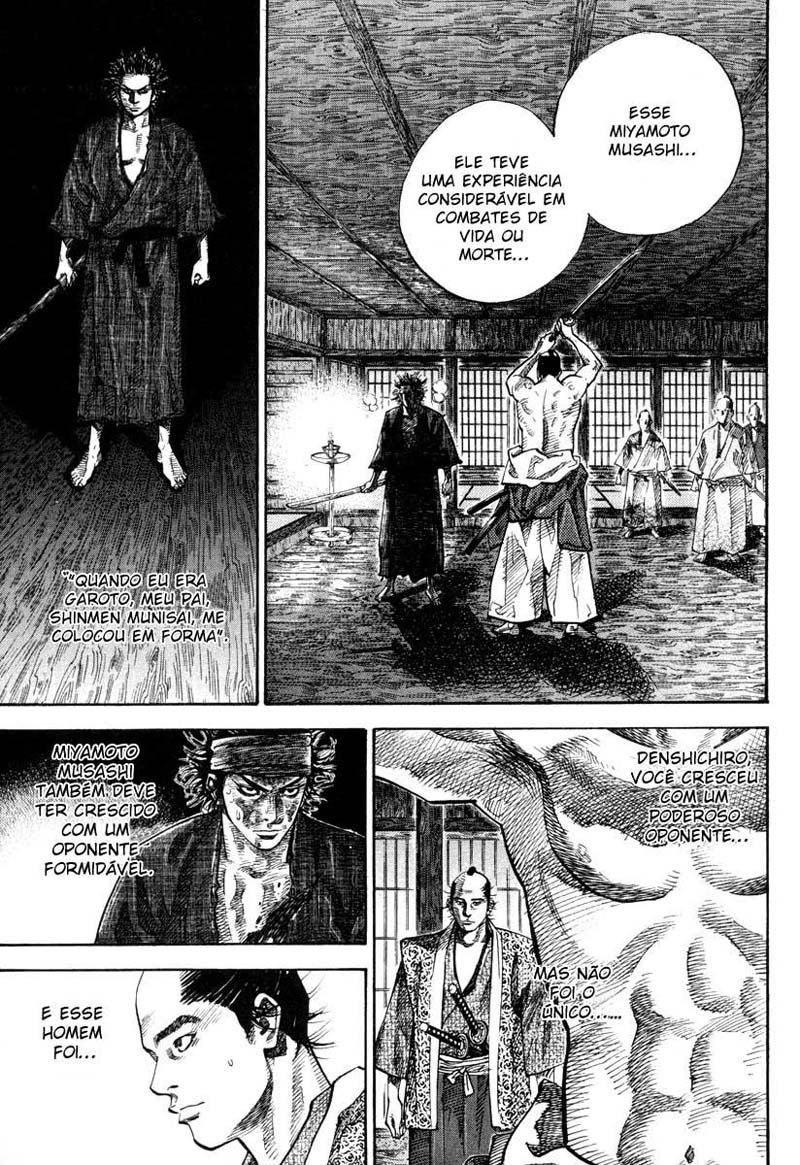 ESSE
MIYAMOTO
MUSASHI...
ELE TEVE
UMA EXPERIÊNCIA
CONSIDERÁVEL EM
COMBATES DE
VIDA OU
MORTE...
"QUANDO EU ERA
GAROTO, MEU PAI,
SHINMEN MUNISAI, ME
COLOCOU EM FORMA".
DENSHICHIRO,
VOCÊ CRESCEU
COM UM
PODEROSO
OPONENTE...
MAS NÃO
FOI O
ÚNICO......
MIYAMOTO
MUSASHI
TAMBÉM DEVE
TER CRESCIDO
COM UM
OPONENTE
FORMIDÁVEL.
E ESSE
HOMEM
FOI...